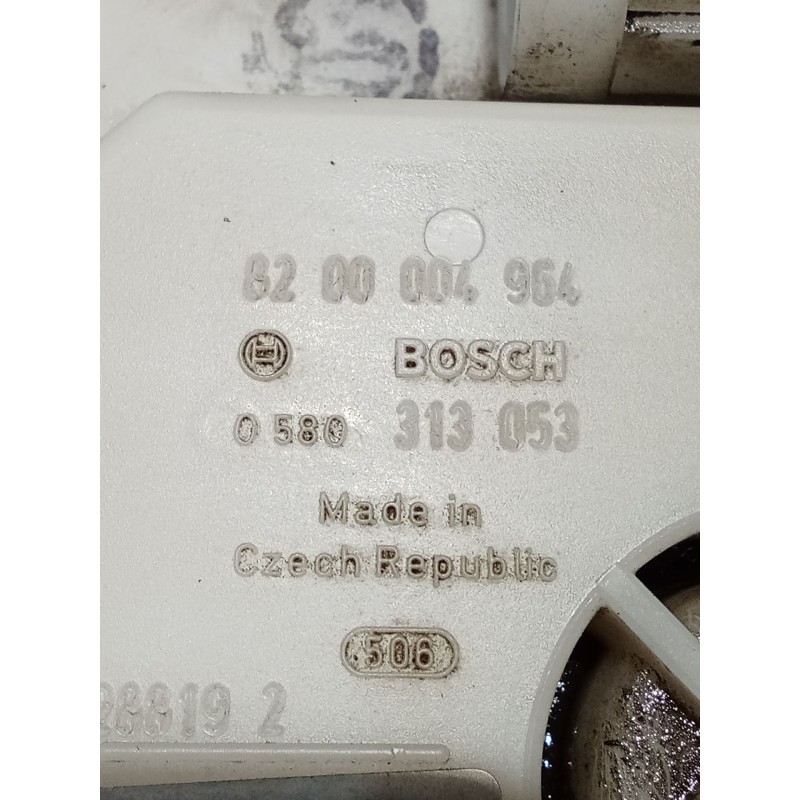 82 00 004 964
BOSCH
0 580 313 053
Made in
Czech Republic
506